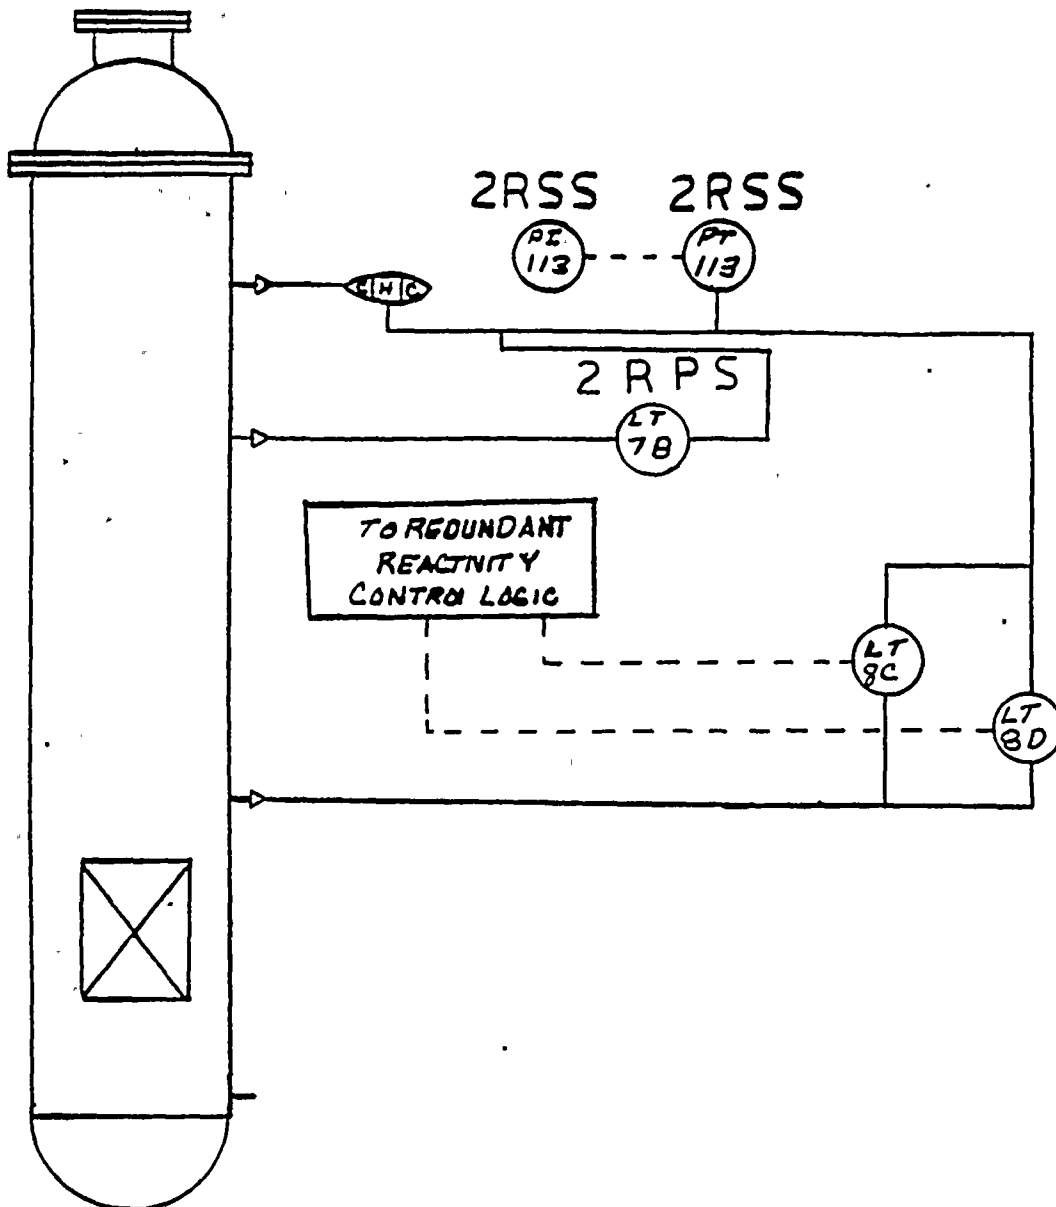 2RSS 2RSS
PI 113
PT 113
CHC
2 RPS
LT 7B
TO REDUNDANT
REACTIVITY
CONTROL LOGIC
LT 8C
LT 8D